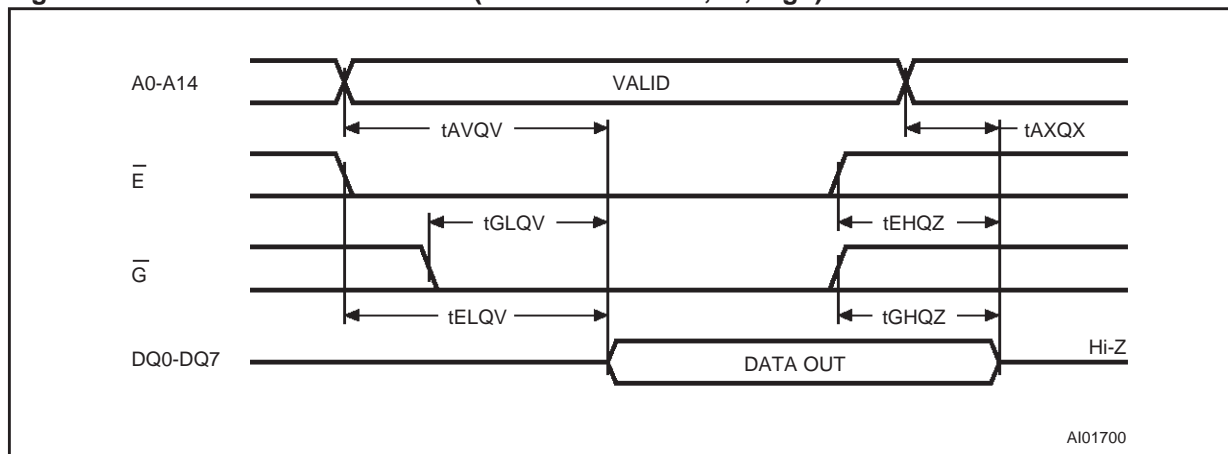 A0-A14
VALID
tAVQV
tAXQX
E
tGLQV
tEHQZ
G
tELQV
tGHQZ
DQ0-DQ7
DATA OUT
Hi-Z
AI01700